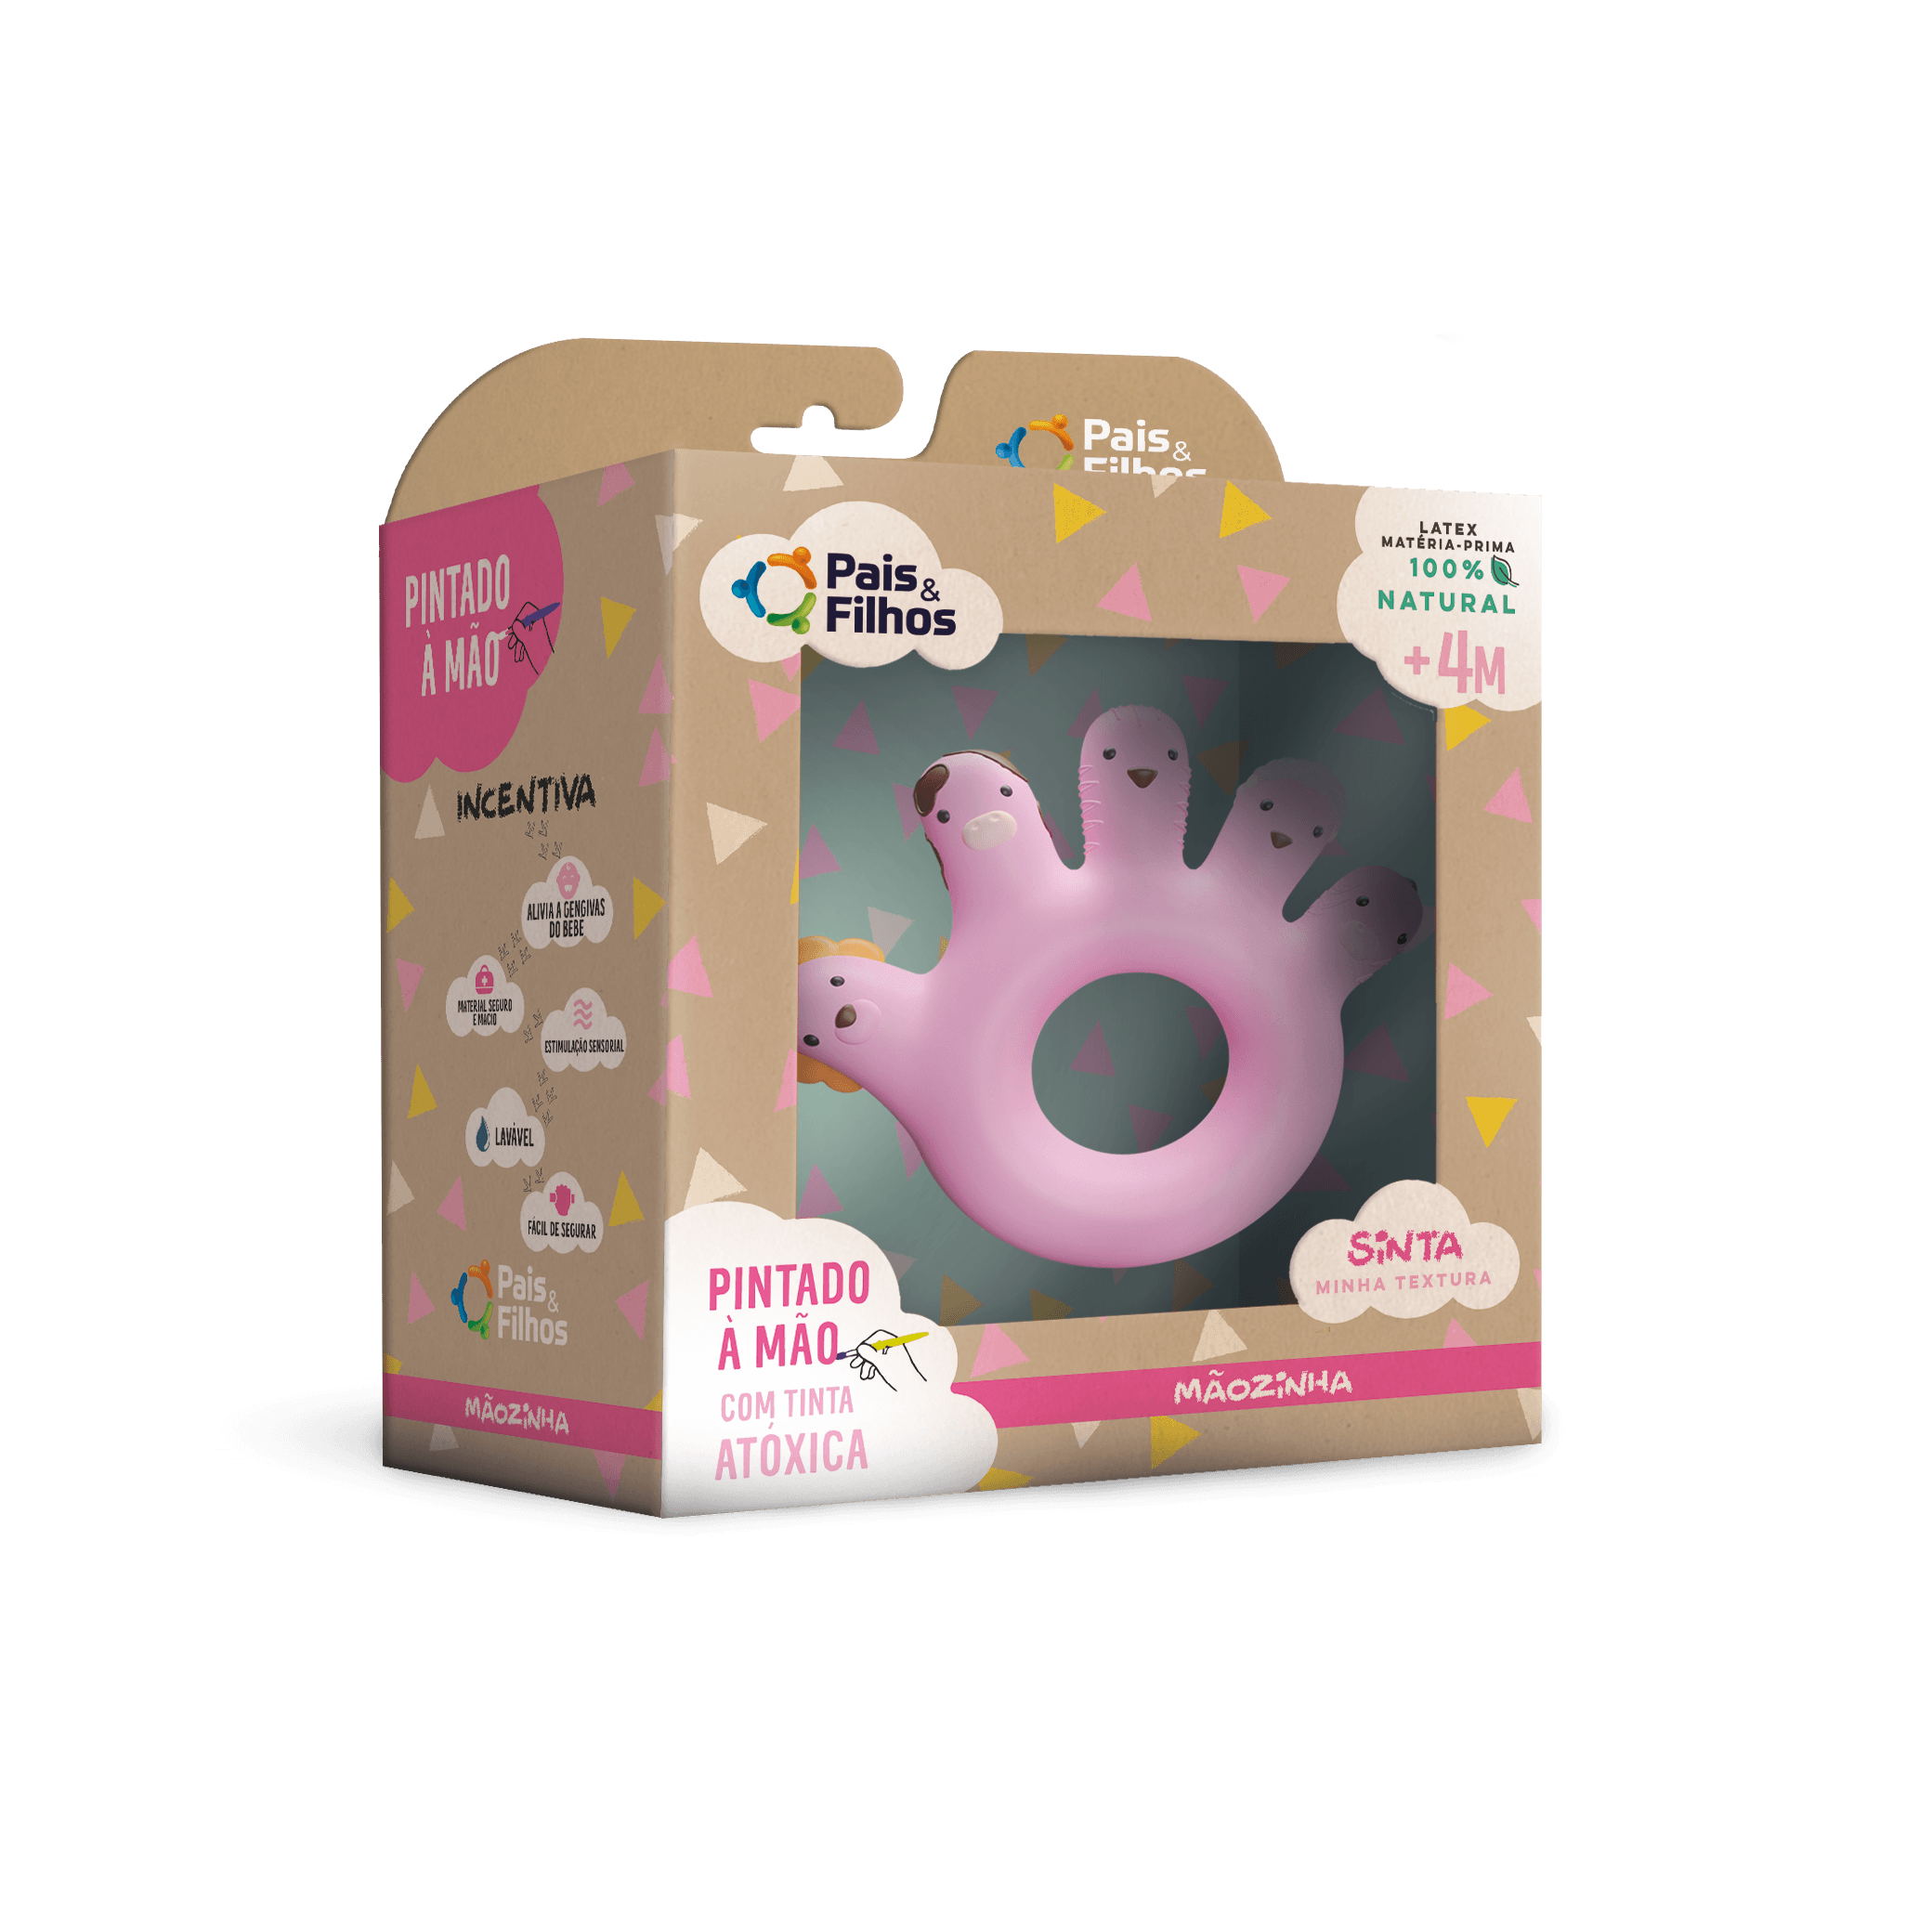 Pais &
Filhos
Pais &
Filhos
LATEX
MATÉRIA-PRIMA
100%
NATURAL
+4M
PINTADO
À MÃO
INCENTIVA
ALIVIA A GENGIVAS
DO BEBE
MATERIAL SEGURO
E MACIO
ESTIMULAÇÃO SENSORIAL
LAVÁVEL
FÁCIL DE SEGURAR
Pais &
Filhos
MÃOZINHA
PINTADO
À MÃO
COM TINTA
ATÓXICA
SINTA
MINHA TEXTURA
MÃOZINHA